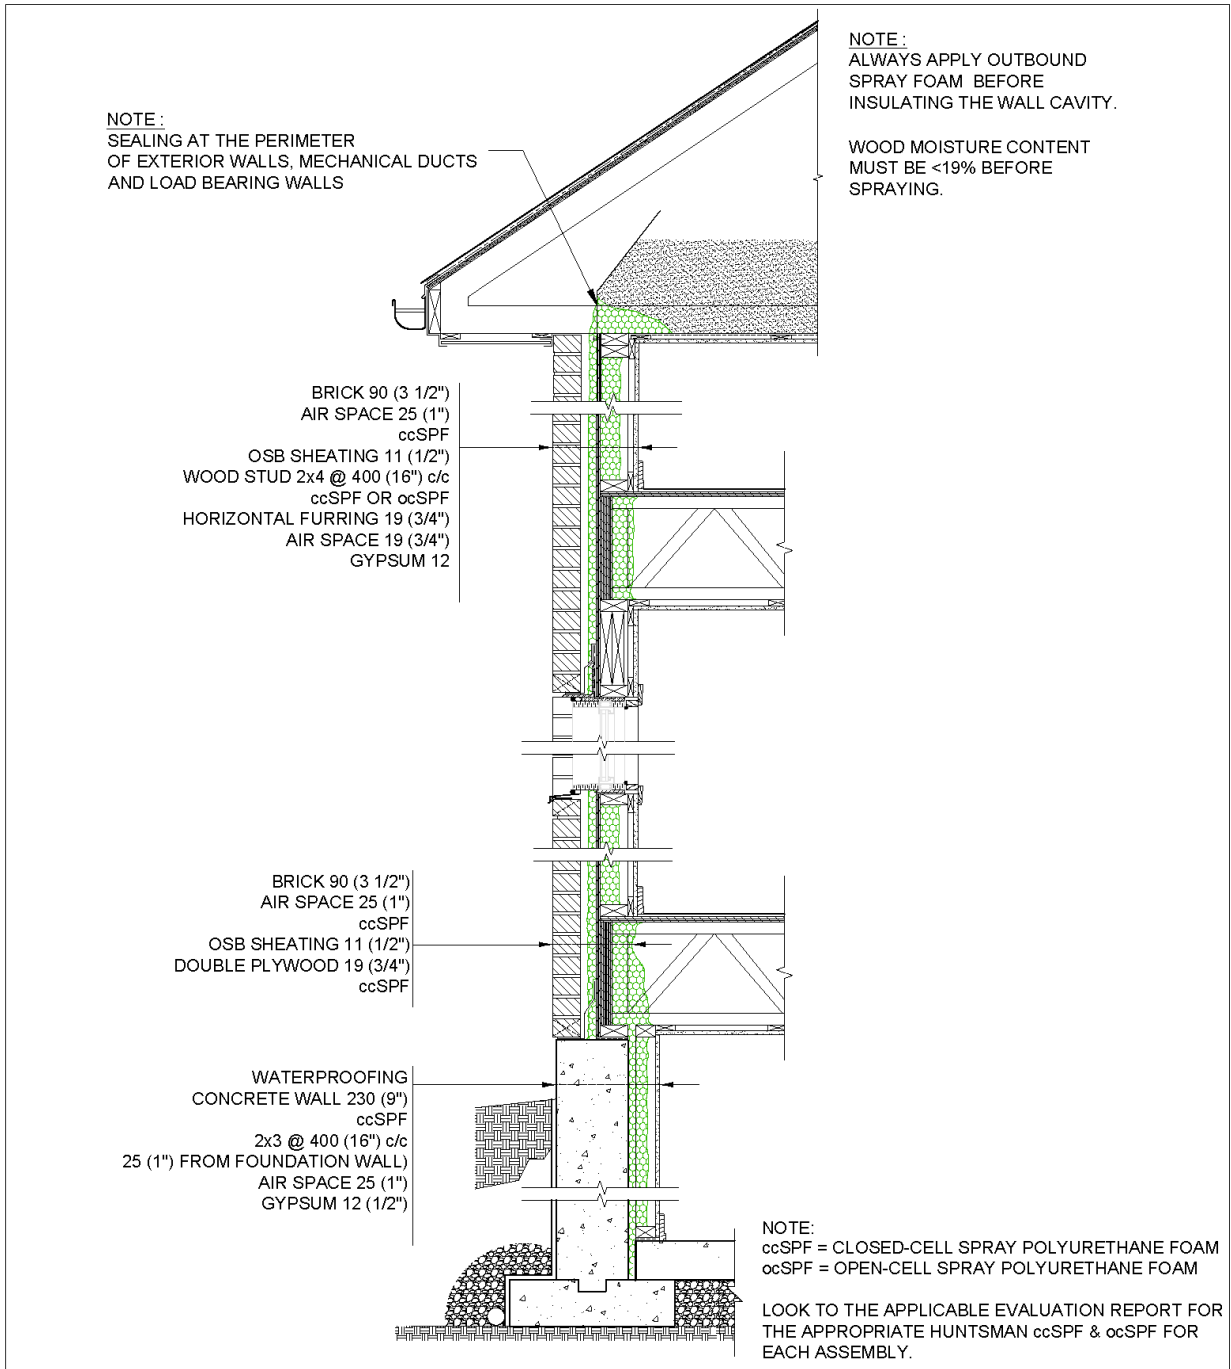 NOTE :
SEALING AT THE PERIMETER
OF EXTERIOR WALLS, MECHANICAL DUCTS
AND LOAD BEARING WALLS
NOTE :
ALWAYS APPLY OUTBOUND
SPRAY FOAM BEFORE
INSULATING THE WALL CAVITY.
WOOD MOISTURE CONTENT
MUST BE <19% BEFORE
SPRAYING.
BRICK 90 (3 1/2")
AIR SPACE 25 (1")
ccSPF
OSB SHEATING 11 (1/2")
WOOD STUD 2x4 @ 400 (16") c/c
ccSPF OR ocSPF
HORIZONTAL FURRING 19 (3/4")
AIR SPACE 19 (3/4")
GYPSUM 12
BRICK 90 (3 1/2")
AIR SPACE 25 (1")
ccSPF
OSB SHEATING 11 (1/2")
DOUBLE PLYWOOD 19 (3/4")
ccSPF
WATERPROOFING
CONCRETE WALL 230 (9")
ccSPF
2x3 @ 400 (16") c/c
25 (1") FROM FOUNDATION WALL)
AIR SPACE 25 (1")
GYPSUM 12 (1/2")
NOTE:
ccSPF = CLOSED-CELL SPRAY POLYURETHANE FOAM
ocSPF = OPEN-CELL SPRAY POLYURETHANE FOAM
LOOK TO THE APPLICABLE EVALUATION REPORT FOR
THE APPROPRIATE HUNTSMAN ccSPF & ocSPF FOR
EACH ASSEMBLY.